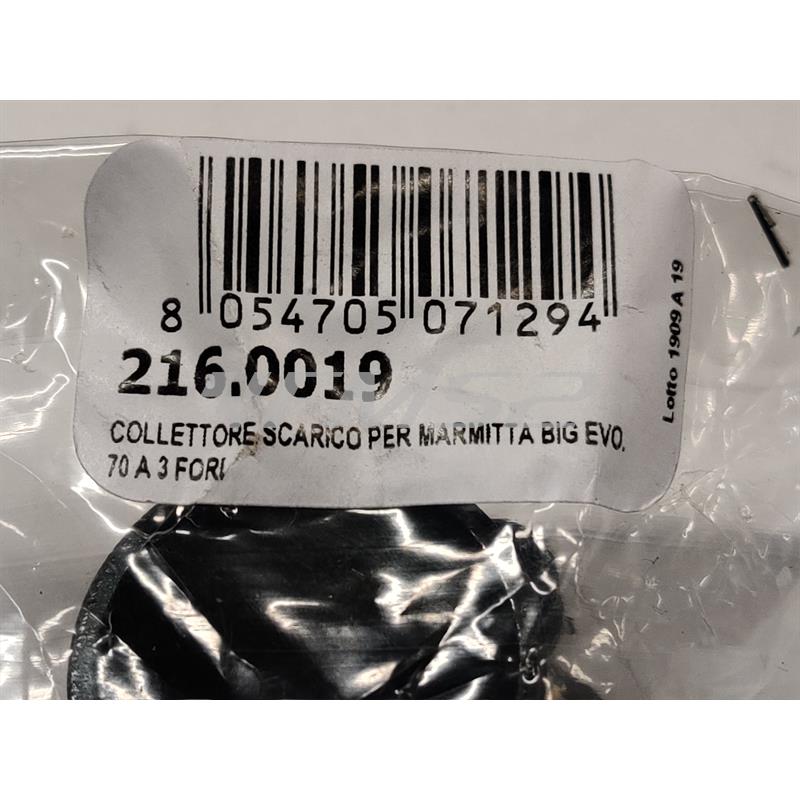 8 054705 071294
216.0019
COLLETTORE SCARICO PER MARMITTA BIG EVO.
70 A 3 FORI
Lotto 1909 A 19